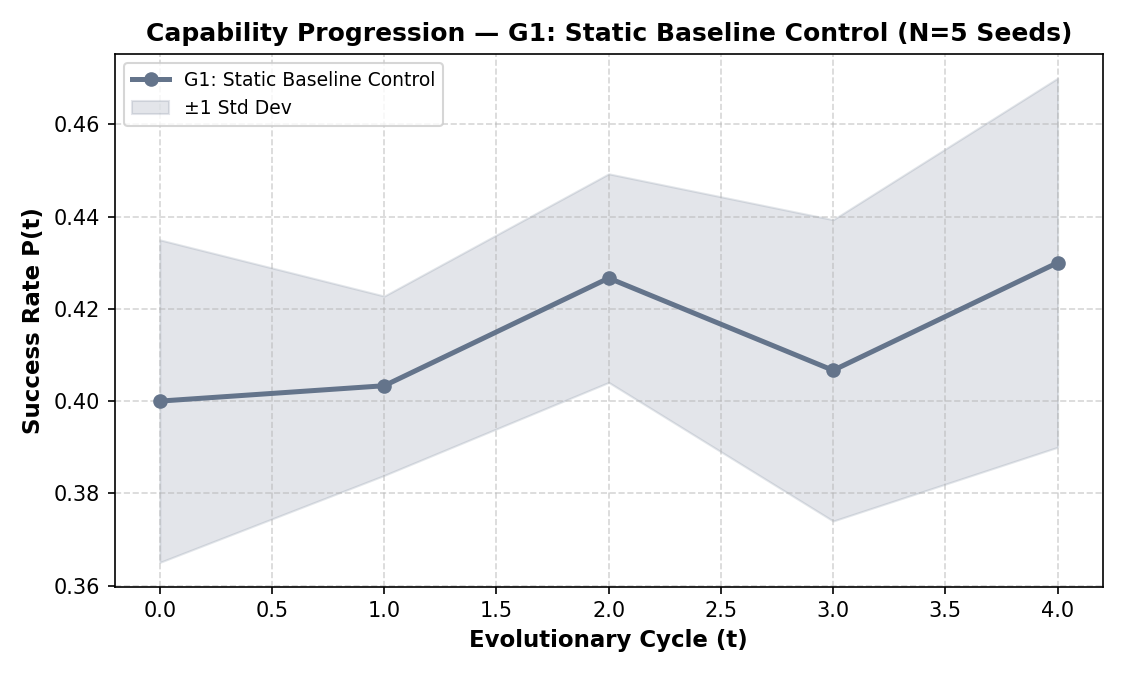 Capability Progression — G1: Static Baseline Control (N=5 Seeds)
G1: Static Baseline Control
±1 Std Dev
Success Rate P(t)
0.46
0.44
0.42
0.40
0.38
0.36
0.0 0.5 1.0 1.5 2.0 2.5 3.0 3.5 4.0
Evolutionary Cycle (t)